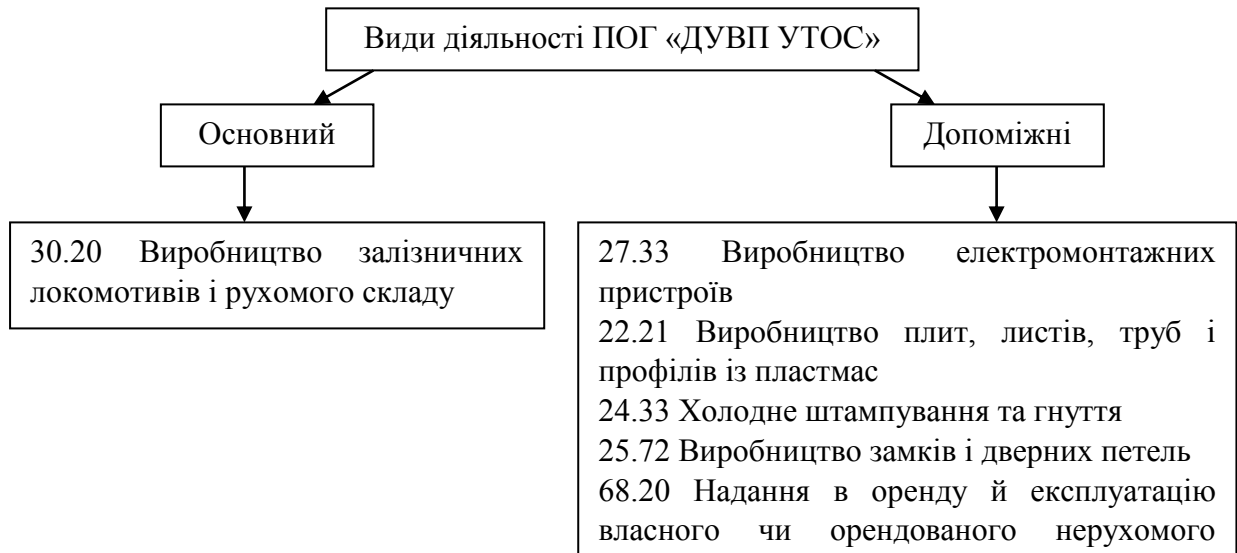 Види діяльності ПОГ «ДУВП УТОС»
Основний
Допоміжні
30.20 Виробництво залізничних
локомотивів і рухомого складу
27.33 Виробництво електромонтажних
пристроїв
22.21 Виробництво плит, листів, труб і
профілів із пластмас
24.33 Холодне штампування та гнуття
25.72 Виробництво замків і дверних петель
68.20 Надання в оренду й експлуатацію
власного чи орендованого нерухомого